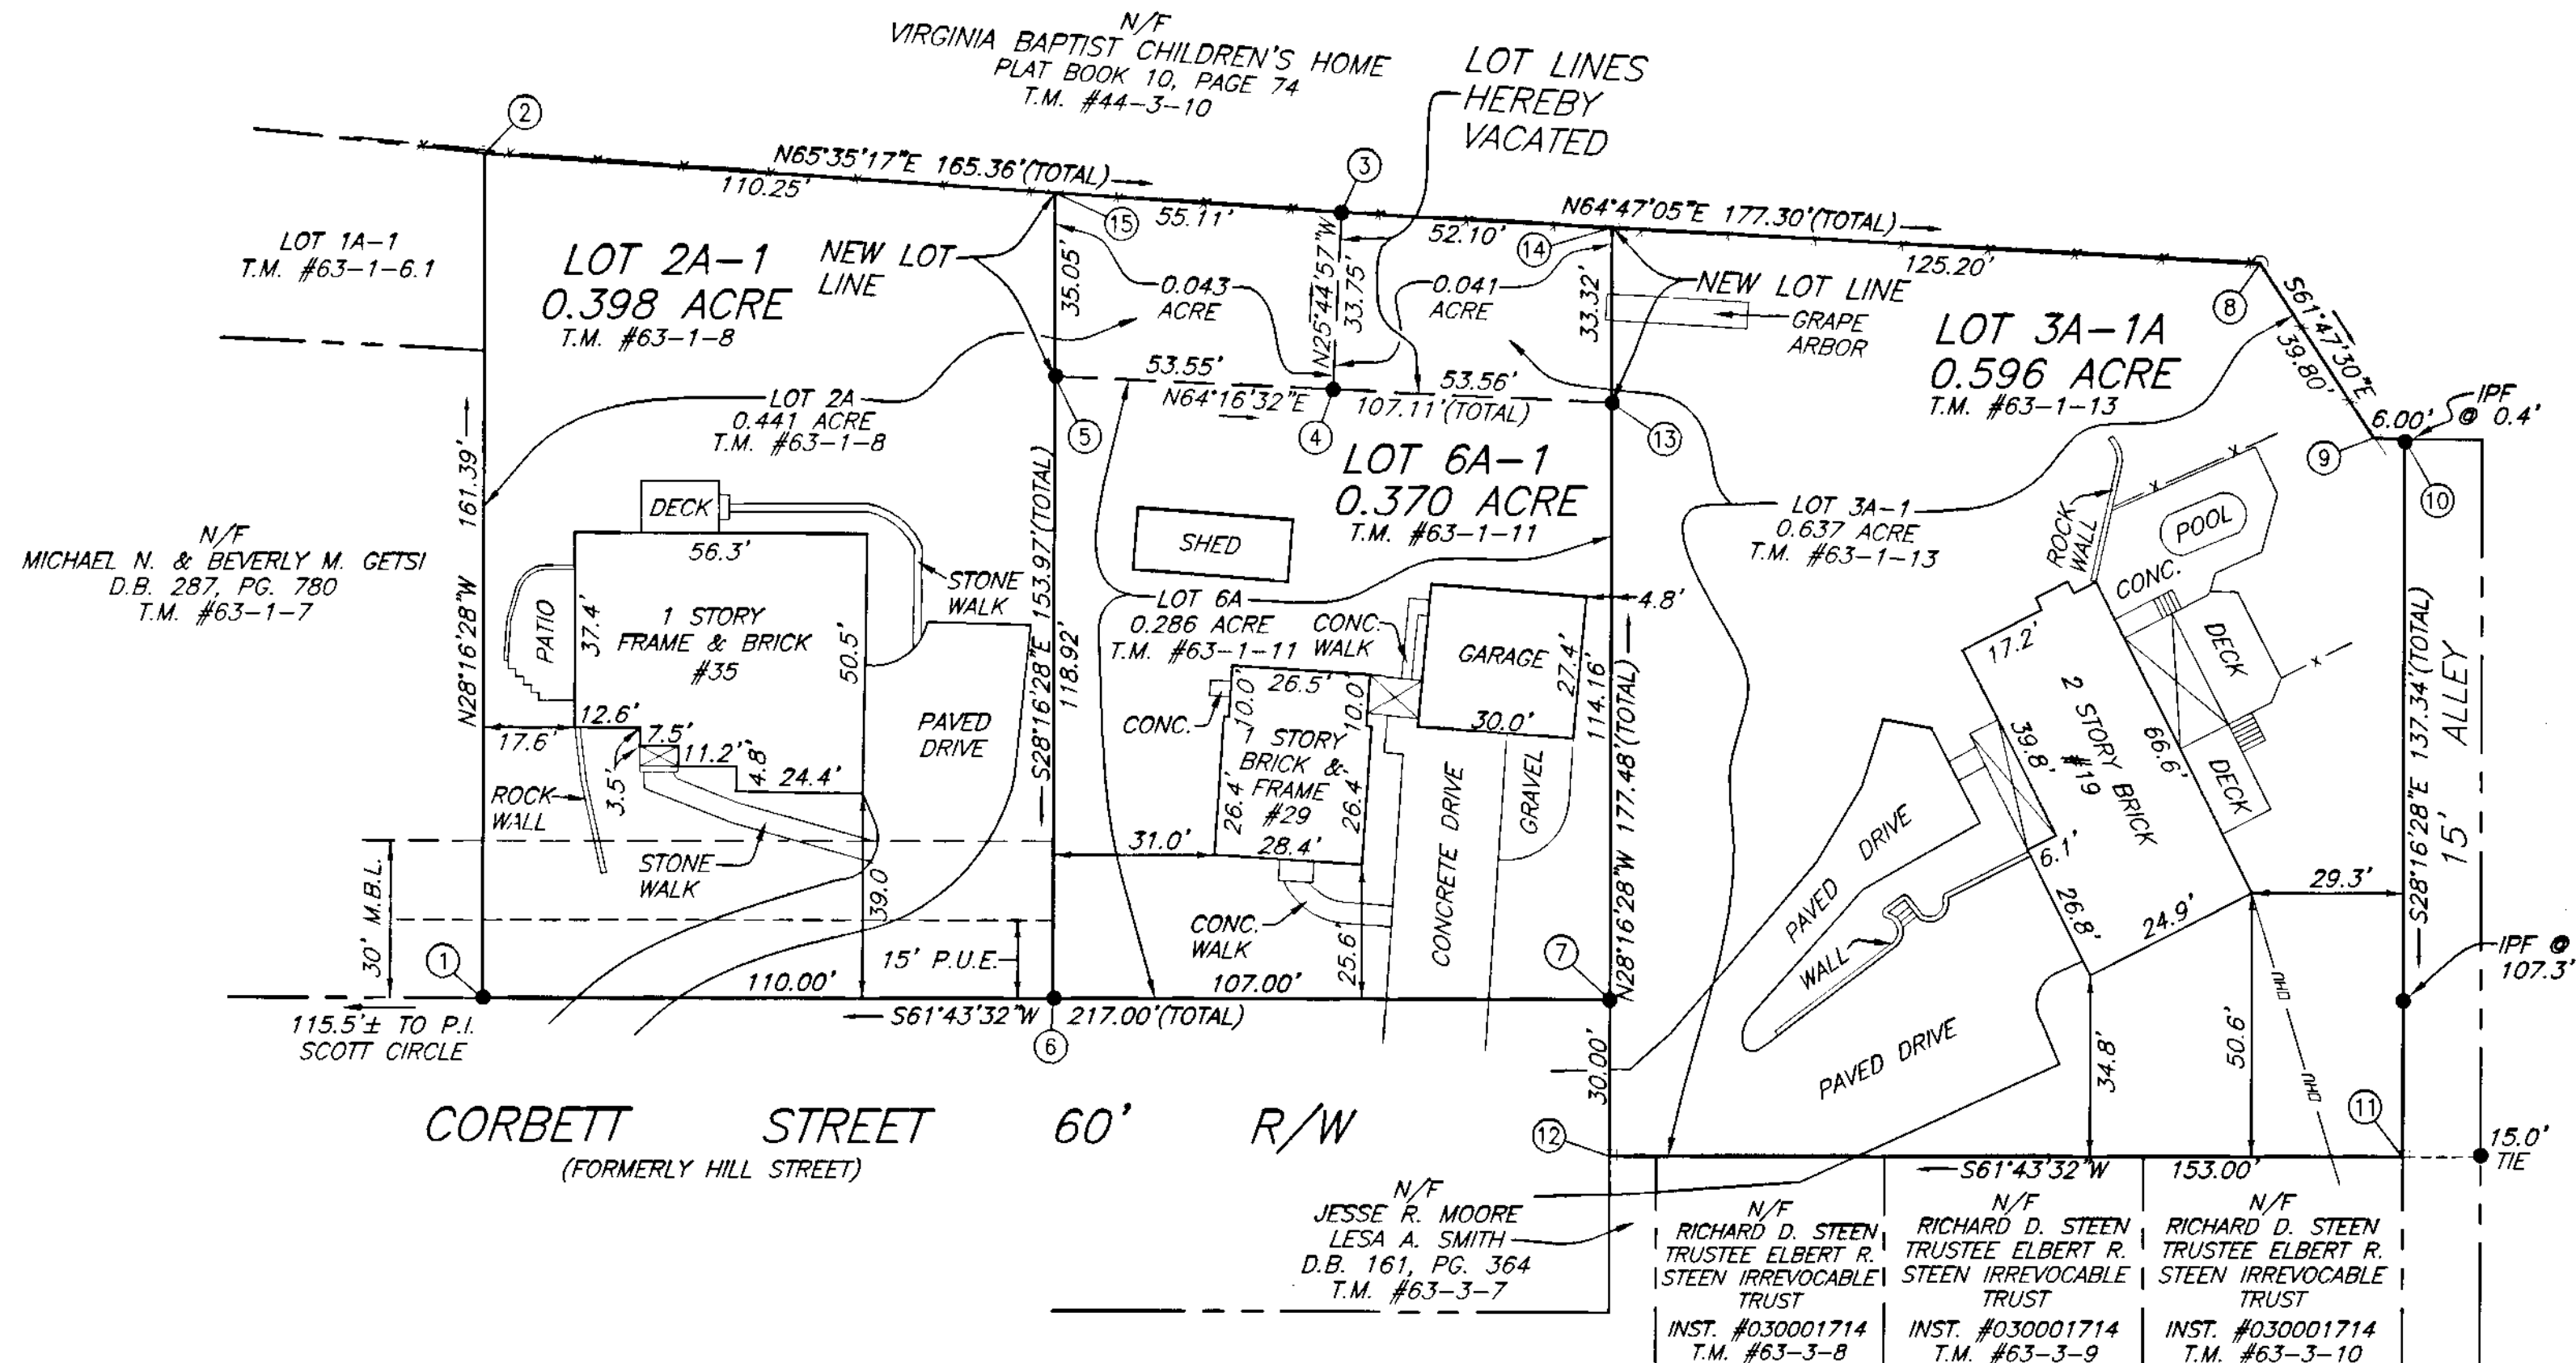 N/F
VIRGINIA BAPTIST CHILDREN'S HOME
PLAT BOOK 10, PAGE 74
T.M. #44-3-10
LOT LINES
HEREBY
VACATED
2
N65°35'17"E 165.36'(TOTAL)
110.25'
3
15
55.11'
52.10'
14
N64°47'05"E 177.30'(TOTAL)
125.20'
8
S61°47'30"E
39.80'
LOT 1A-1
T.M. #63-1-6.1
LOT 2A-1
0.398 ACRE
T.M. #63-1-8
NEW LOT
LINE
35.05'
0.043
ACRE
N25°44'57"W
33.75'
0.041
ACRE
33.32'
NEW LOT LINE
GRAPE
ARBOR
LOT 3A-1A
0.596 ACRE
T.M. #63-1-13
IPF
@ 0.4'
6.00'
9
10
53.55'
N64°16'32"E
53.56'
107.11'(TOTAL)
5
4
13
LOT 2A
0.441 ACRE
T.M. #63-1-8
LOT 6A-1
0.370 ACRE
T.M. #63-1-11
LOT 3A-1
0.637 ACRE
T.M. #63-1-13
N28°16'28"W 161.39'
N/F
MICHAEL N. & BEVERLY M. GETSI
D.B. 287, PG. 780
T.M. #63-1-7
DECK
56.3'
STONE
WALK
PATIO
37.4'
1 STORY
FRAME & BRICK
#35
50.5'
PAVED
DRIVE
12.6'
17.6'
7.5'
11.2'
4.8'
24.4'
3.5'
ROCK
WALL
STONE
WALK
39.0'
30' M.B.L.
15' P.U.E.
S28°16'28"E 153.97'(TOTAL)
118.92'
SHED
LOT 6A
0.286 ACRE
T.M. #63-1-11
CONC.
WALK
GARAGE
27.4'
30.0'
4.8'
26.5'
10.0'
10.0'
CONC.
1 STORY
BRICK &
FRAME
#29
26.4'
26.4'
28.4'
31.0'
25.6'
CONC.
WALK
CONCRETE DRIVE
GRAVEL
114.16'
N28°16'28"W 177.48'(TOTAL)
ROCK
WALL
POOL
CONC.
DECK
DECK
17.2'
2 STORY BRICK
#19
39.8'
66.6'
6.1'
26.8'
24.9'
29.3'
34.8'
50.6'
PAVED DRIVE
WALL
PAVED DRIVE
OHU
OHU
S28°16'28"E 137.34'(TOTAL)
15' ALLEY
IPF @
107.3'
1
110.00'
6
107.00'
7
S61°43'32"W 217.00'(TOTAL)
115.5'± TO P.I.
SCOTT CIRCLE
30.00'
12
11
15.0'
TIE
S61°43'32"W 153.00'
CORBETT STREET 60' R/W
(FORMERLY HILL STREET)
N/F
JESSE R. MOORE
LESA A. SMITH
D.B. 161, PG. 364
T.M. #63-3-7
N/F
RICHARD D. STEEN
TRUSTEE ELBERT R.
STEEN IRREVOCABLE
TRUST
INST. #030001714
T.M. #63-3-8
N/F
RICHARD D. STEEN
TRUSTEE ELBERT R.
STEEN IRREVOCABLE
TRUST
INST. #030001714
T.M. #63-3-9
N/F
RICHARD D. STEEN
TRUSTEE ELBERT R.
STEEN IRREVOCABLE
TRUST
INST. #030001714
T.M. #63-3-10